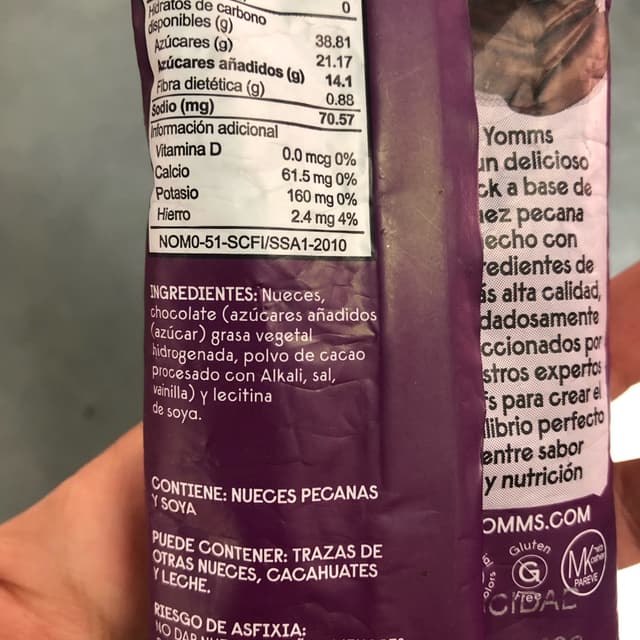 Hidratos de carbono 0
disponibles (g) 38.81
Azúcares (g) 21.17
Azúcares añadidos (g) 14.1
Fibra dietética (g) 0.88
Sodio (mg) 70.57
Información adicional
Vitamina D 0.0 mcg 0%
Calcio 61.5 mg 0%
Potasio 160 mg 0%
Hierro 2.4 mg 4%
NOM0-51-SCFI/SSA1-2010
INGREDIENTES: Nueces,
chocolate (azúcares añadidos
(azúcar) grasa vegetal
hidrogenada, polvo de cacao
procesado con Alkali, sal,
vainilla) y lecitina
de soya.
CONTIENE: NUECES PECANAS
Y SOYA
PUEDE CONTENER: TRAZAS DE
OTRAS NUECES, CACAHUATES
Y LECHE.
RIESGO DE ASFIXIA:
NO DAR
Yomms
un delicioso
ck a base de
ez pecana
echo con
redientes de
ás alta calidad,
dadosamente
ccionados por
stros expertos
s para crear el
librio perfecto
entre sabor
y nutrición
OMMS.COM
Gluten
G
Free
MK
PAREVE